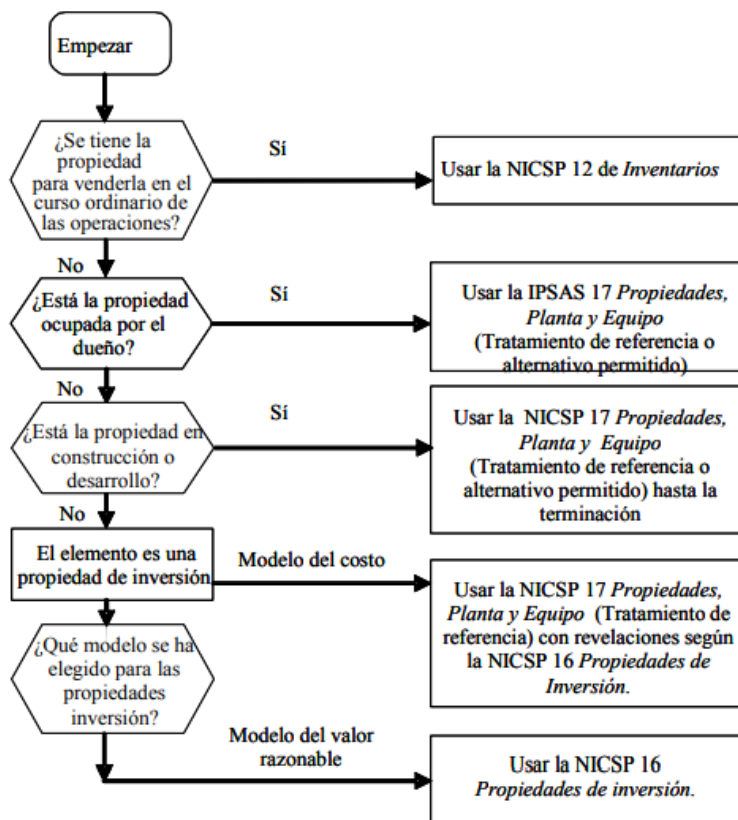 Empezar
¿Se tiene la
propiedad
para venderla en el
curso ordinario de
las operaciones?
Sí
Usar la NICSP 12 de Inventarios
No
¿Está la propiedad
ocupada por el
dueño?
Sí
Usar la IPSAS 17 Propiedades,
Planta y Equipo
(Tratamiento de referencia o
alternativo permitido)
No
¿Está la propiedad en
construcción o
desarrollo?
Sí
Usar la NICSP 17 Propiedades,
Planta y Equipo
(Tratamiento de referencia o
alternativo permitido) hasta la
terminación
No
El elemento es una
propiedad de inversión
Modelo del costo
Usar la NICSP 17 Propiedades,
Planta y Equipo (Tratamiento de
referencia) con revelaciones según
la NICSP 16 Propiedades de
Inversión.
¿Qué modelo se ha
elegido para las
propiedades
inversión?
Modelo del valor
razonable
Usar la NICSP 16
Propiedades de inversión.